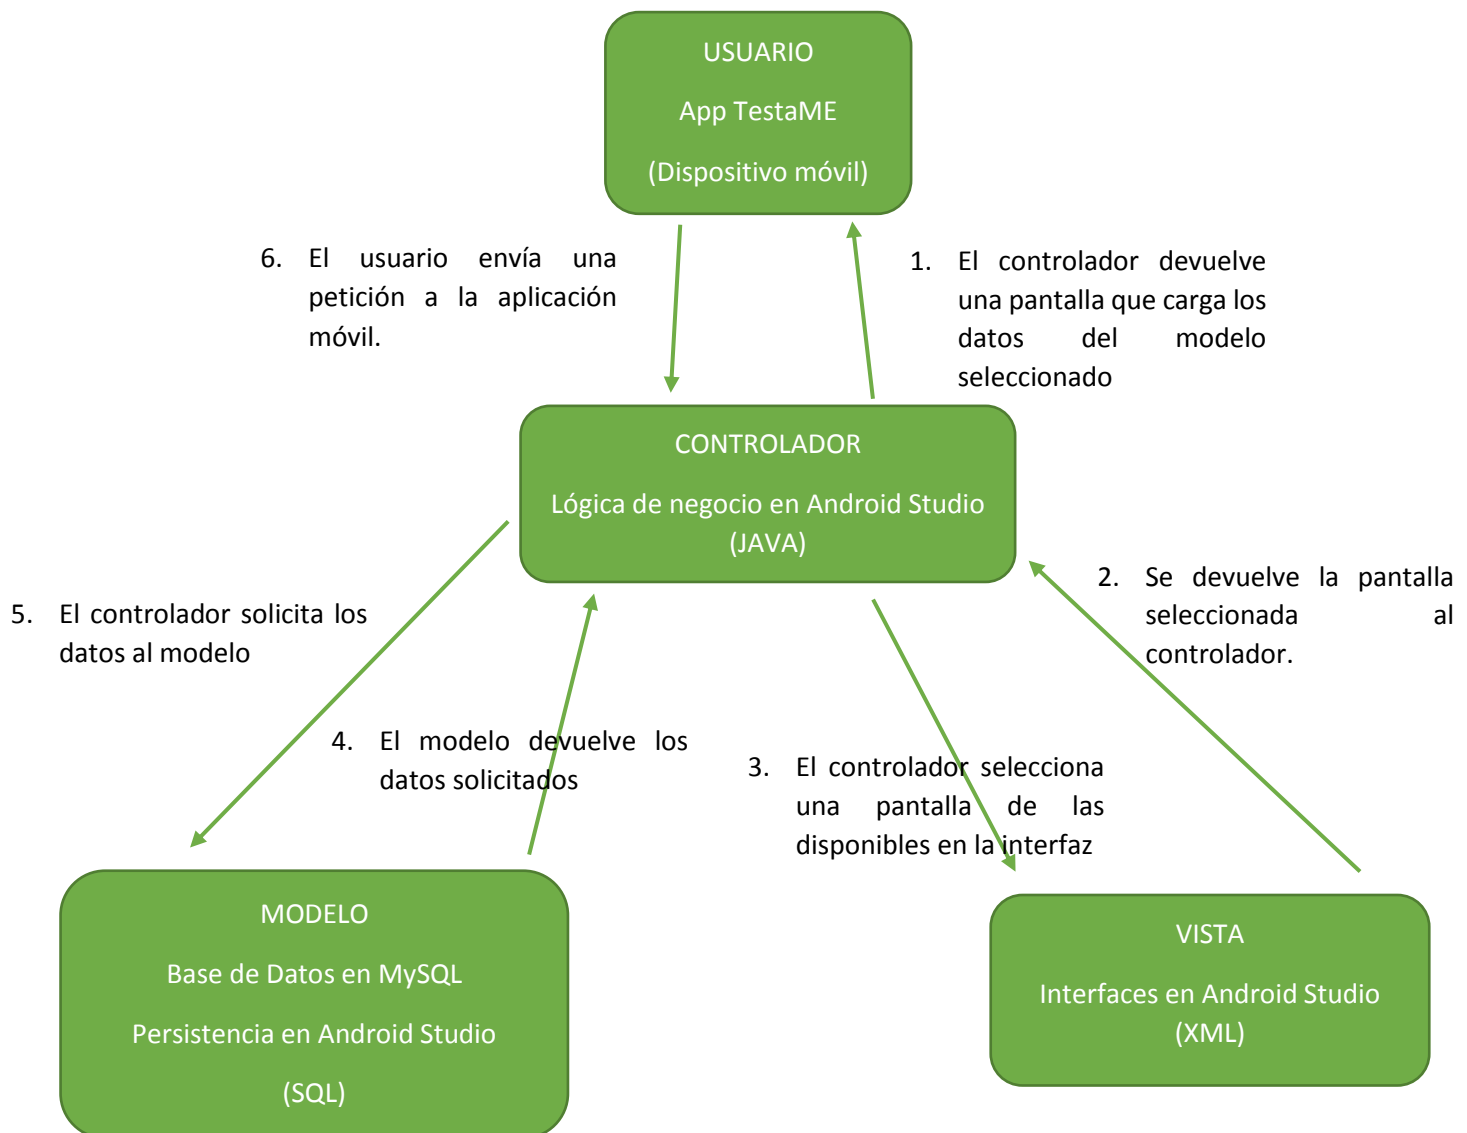 USUARIO
App TestaME
(Dispositivo móvil)
6. El usuario envía una
petición a la aplicación
móvil.
1. El controlador devuelve
una pantalla que carga los
datos del modelo
seleccionado
CONTROLADOR
Lógica de negocio en Android Studio
(JAVA)
2. Se devuelve la pantalla
seleccionada al
controlador.
5. El controlador solicita los
datos al modelo
4. El modelo devuelve los
datos solicitados
3. El controlador selecciona
una pantalla de las
disponibles en la interfaz
MODELO
Base de Datos en MySQL
Persistencia en Android Studio
(SQL)
VISTA
Interfaces en Android Studio
(XML)